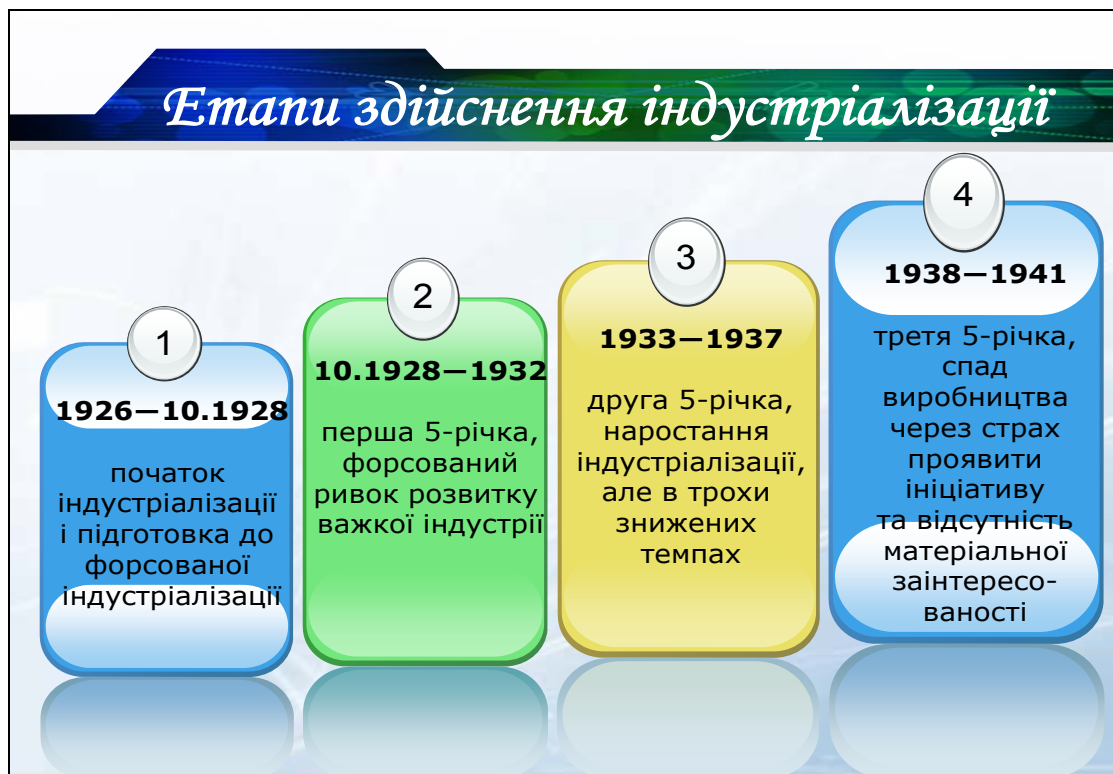 Етапи здійснення індустріалізації
1
1926—10.1928
початок
індустріалізації
і підготовка до
форсованої
індустріалізації
2
10.1928—1932
перша 5-річка,
форсований
ривок розвитку
важкої індустрії
3
1933—1937
друга 5-річка,
наростання
індустріалізації,
але в трохи
знижених
темпах
4
1938—1941
третя 5-річка,
спад
виробництва
через страх
проявити
ініціативу
та відсутність
матеріальної
заінтересо-
ваності